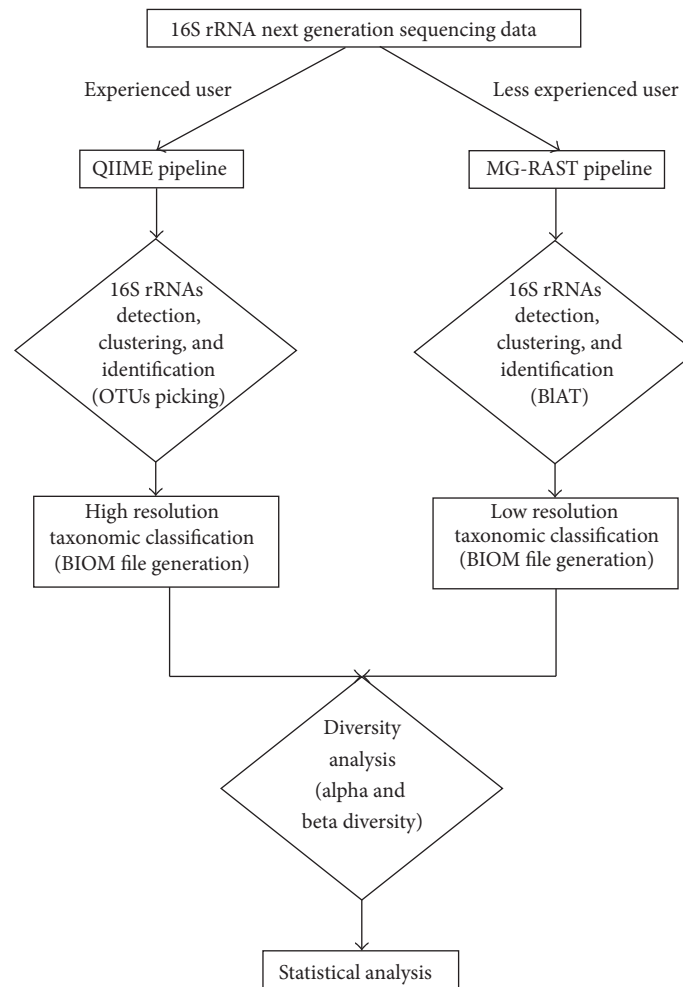 16S rRNA next generation sequencing data
Experienced user
Less experienced user
QIIME pipeline
MG-RAST pipeline
16S rRNAs
detection,
clustering, and
identification
(OTUs picking)
16S rRNAs
detection,
clustering, and
identification
(BlAT)
High resolution
taxonomic classification
(BIOM file generation)
Low resolution
taxonomic classification
(BIOM file generation)
Diversity
analysis
(alpha and
beta diversity)
Statistical analysis